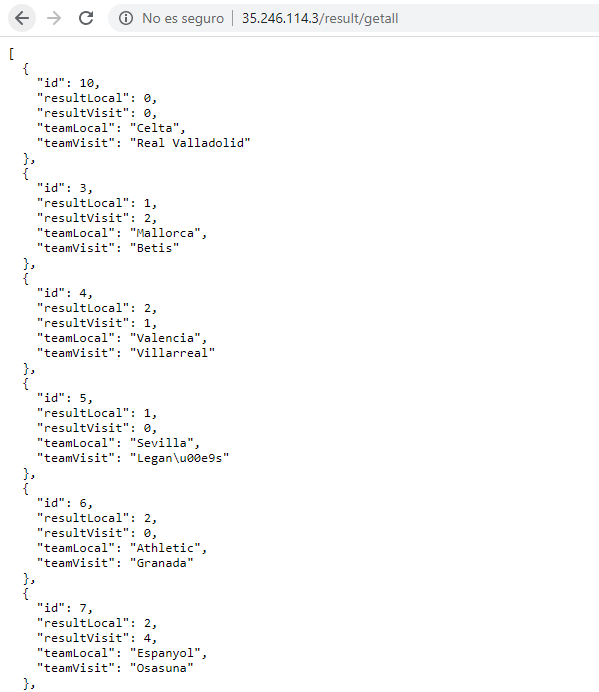 No es seguro | 35.246.114.3/result/getall
[
  {
    "id": 10,
    "resultLocal": 0,
    "resultVisit": 0,
    "teamLocal": "Celta",
    "teamVisit": "Real Valladolid"
  },
  {
    "id": 3,
    "resultLocal": 1,
    "resultVisit": 2,
    "teamLocal": "Mallorca",
    "teamVisit": "Betis"
  },
  {
    "id": 4,
    "resultLocal": 2,
    "resultVisit": 1,
    "teamLocal": "Valencia",
    "teamVisit": "Villarreal"
  },
  {
    "id": 5,
    "resultLocal": 1,
    "resultVisit": 0,
    "teamLocal": "Sevilla",
    "teamVisit": "Legan\u00e9s"
  },
  {
    "id": 6,
    "resultLocal": 2,
    "resultVisit": 0,
    "teamLocal": "Athletic",
    "teamVisit": "Granada"
  },
  {
    "id": 7,
    "resultLocal": 2,
    "resultVisit": 4,
    "teamLocal": "Espanyol",
    "teamVisit": "Osasuna"
  },